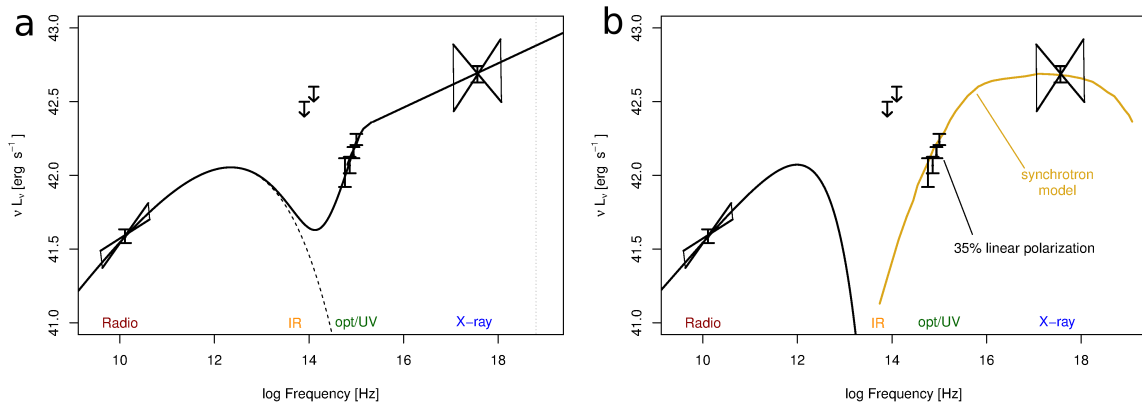 a
43.0
42.5
42.0
41.5
41.0
ν Lν [erg s⁻¹]
Radio
IR
opt/UV
X−ray
10
12
14
16
18
log Frequency [Hz]
b
43.0
42.5
42.0
41.5
41.0
ν Lν [erg s⁻¹]
synchrotron
model
35% linear polarization
Radio
IR
opt/UV
X−ray
10
12
14
16
18
log Frequency [Hz]